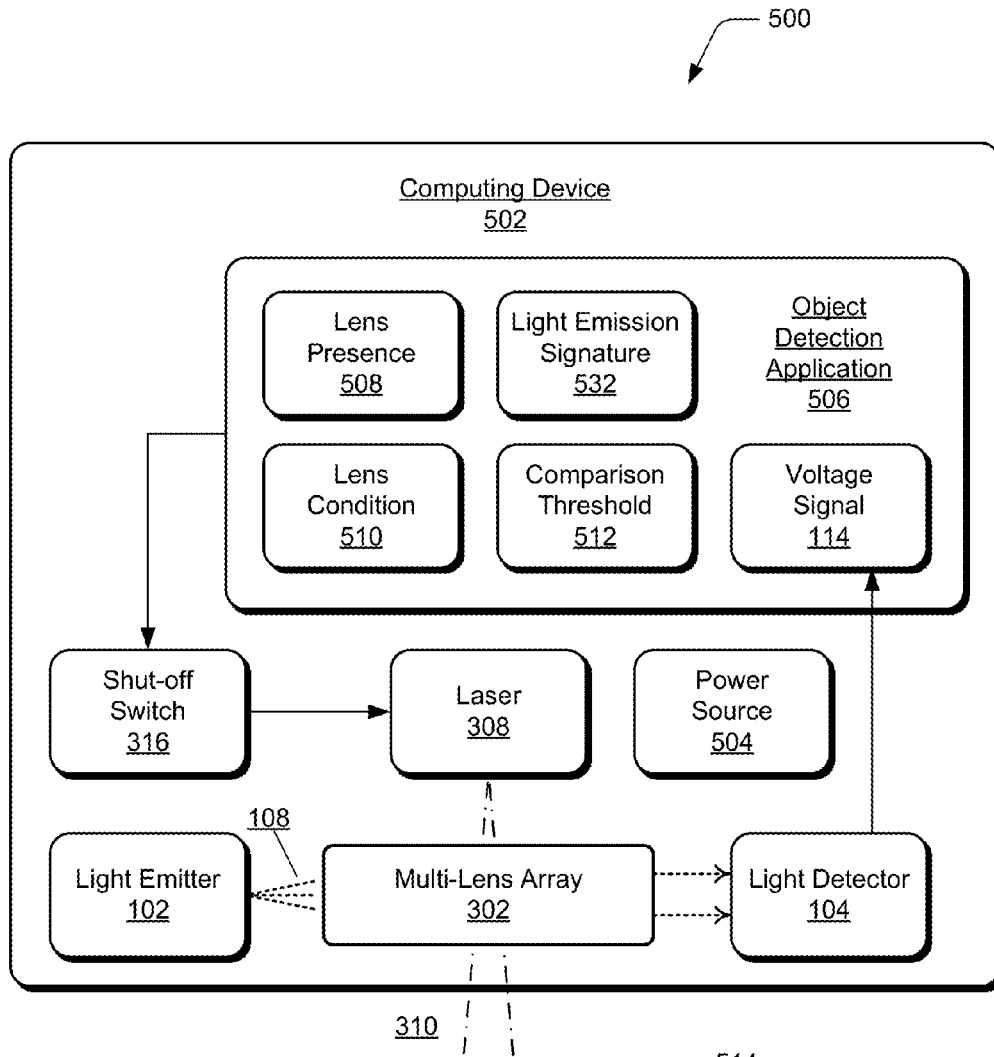 500
Computing Device
502
Lens
Presence
508
Light Emission
Signature
532
Object
Detection
Application
506
Lens
Condition
510
Comparison
Threshold
512
Voltage
Signal
114
Shut-off
Switch
316
Laser
308
Power
Source
504
108
Light Emitter
102
Multi-Lens Array
302
Light Detector
104
310